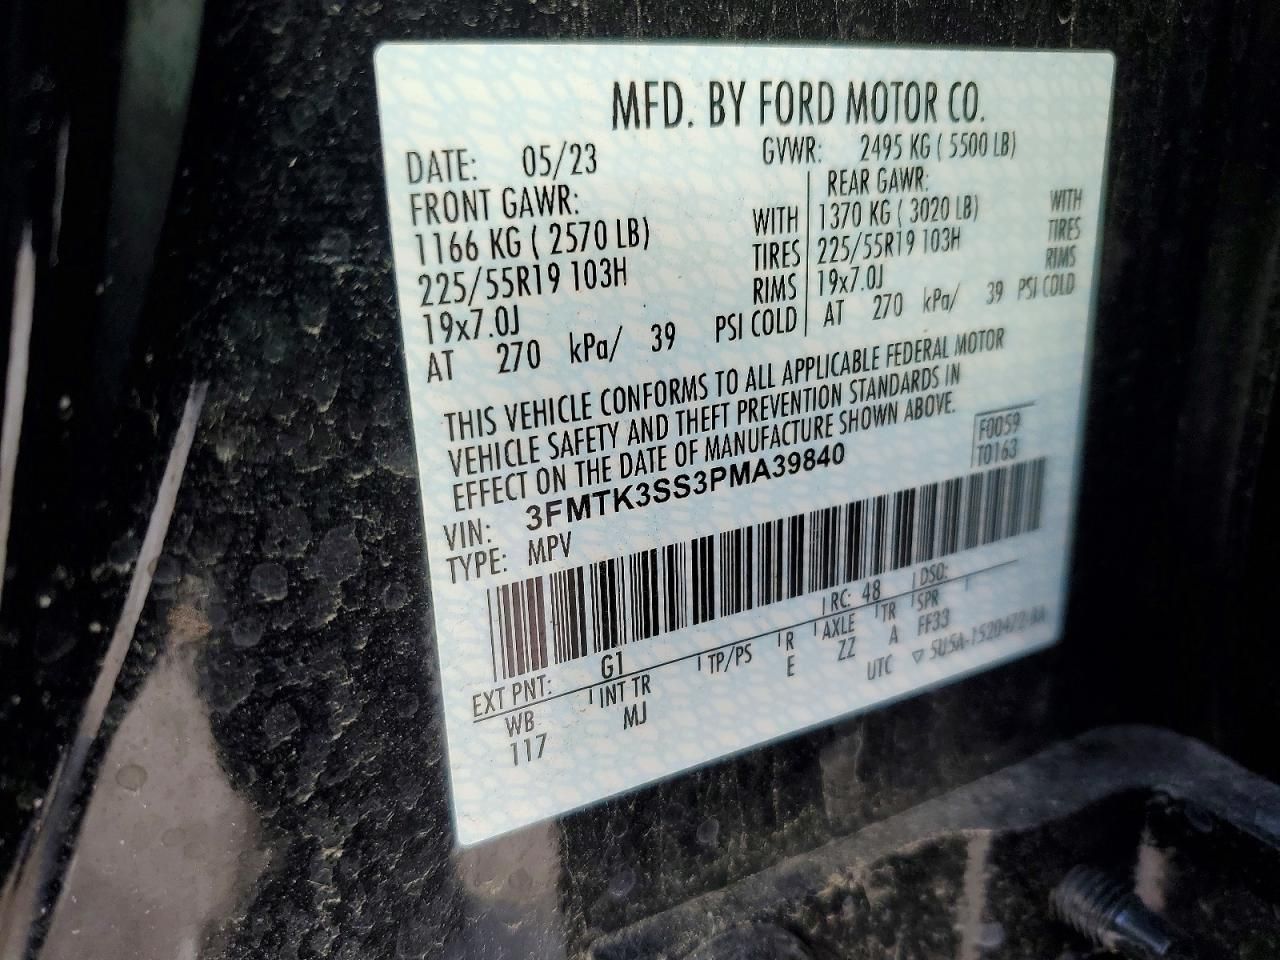 MFD. BY FORD MOTOR CO.
DATE: 05/23 GVWR: 2495 KG ( 5500 LB)
FRONT GAWR: REAR GAWR:
1166 KG ( 2570 LB) WITH 1370 KG ( 3020 LB) WITH
225/55R19 103H TIRES 225/55R19 103H TIRES
19x7.0J RIMS 19x7.0J RIMS
AT 270 kPa/ 39 PSI COLD AT 270 kPa/ 39 PSI COLD
THIS VEHICLE CONFORMS TO ALL APPLICABLE FEDERAL MOTOR
VEHICLE SAFETY AND THEFT PREVENTION STANDARDS IN
EFFECT ON THE DATE OF MANUFACTURE SHOWN ABOVE.
F0059
T0163
VIN: 3FMTK3SS3PMA39840
TYPE: MPV
EXT PNT: G1 RC: 48 DSO:
WB INT TR TP/PS R AXLE TR SPR
117 MJ E ZZ A FF33
UTC ▽ 5U5A-1520472-AA